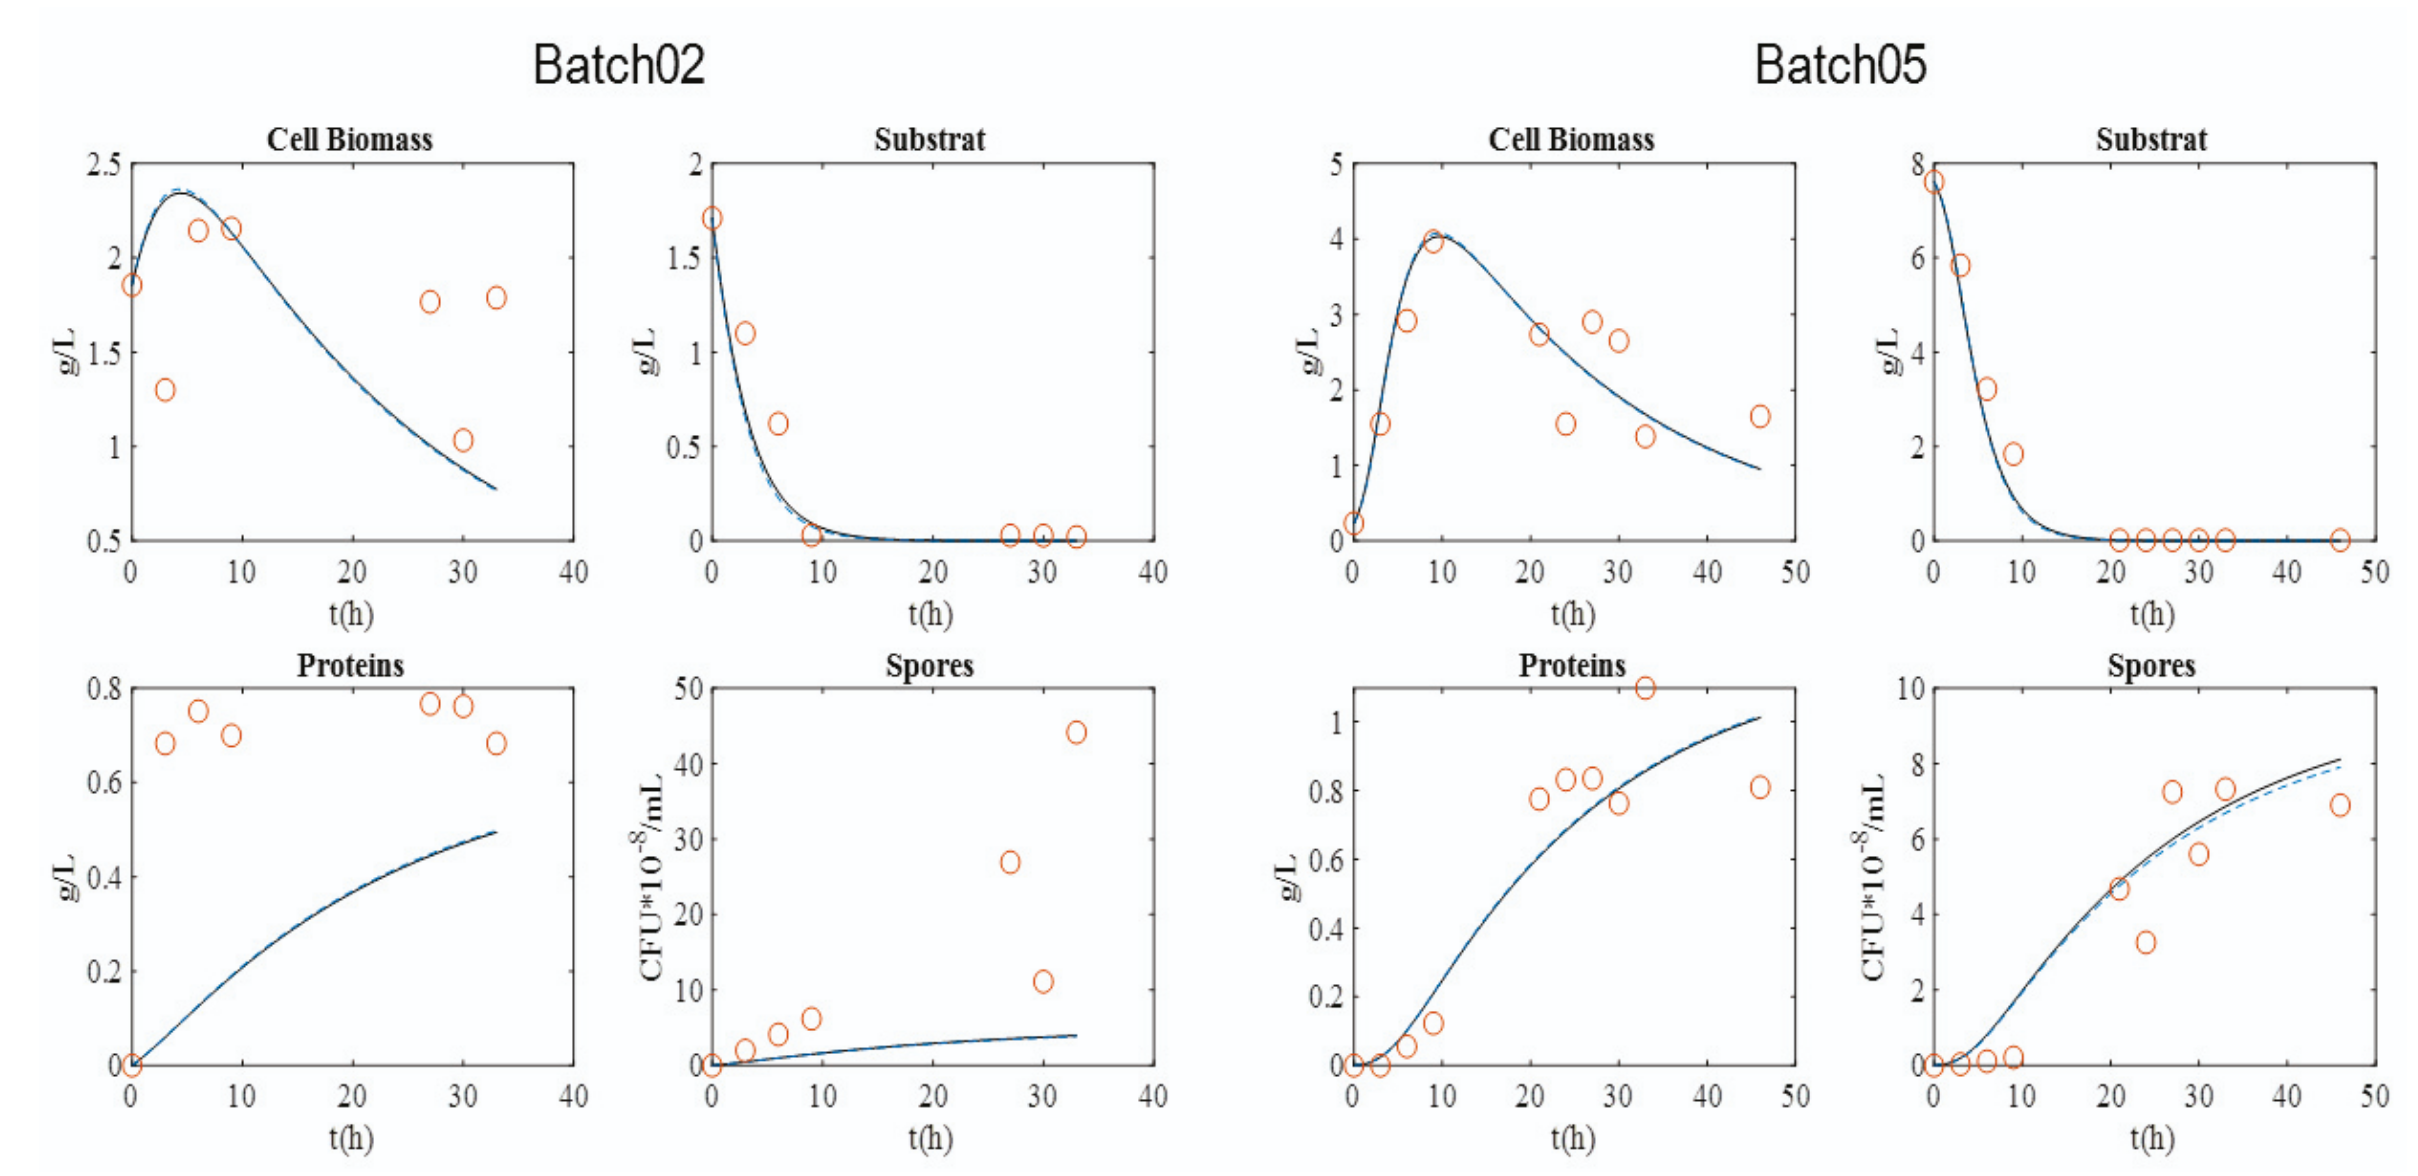 Batch02
Batch05
Cell Biomass
Substrat
Cell Biomass
Substrat
2.5
2
1.5
1
0.5
g/L
0 10 20 30 40
t(h)
2
1.5
1
0.5
0
g/L
0 10 20 30 40
t(h)
5
4
3
2
1
0
g/L
0 10 20 30 40 50
t(h)
8
6
4
2
0
g/L
0 10 20 30 40 50
t(h)
Proteins
Spores
Proteins
Spores
0.8
0.6
0.4
0.2
0
g/L
0 10 20 30 40
t(h)
50
40
30
20
10
0
CFU*10⁻⁸/mL
0 10 20 30 40
t(h)
1
0.8
0.6
0.4
0.2
0
g/L
0 10 20 30 40 50
t(h)
10
8
6
4
2
0
CFU*10⁻⁸/mL
0 10 20 30 40 50
t(h)